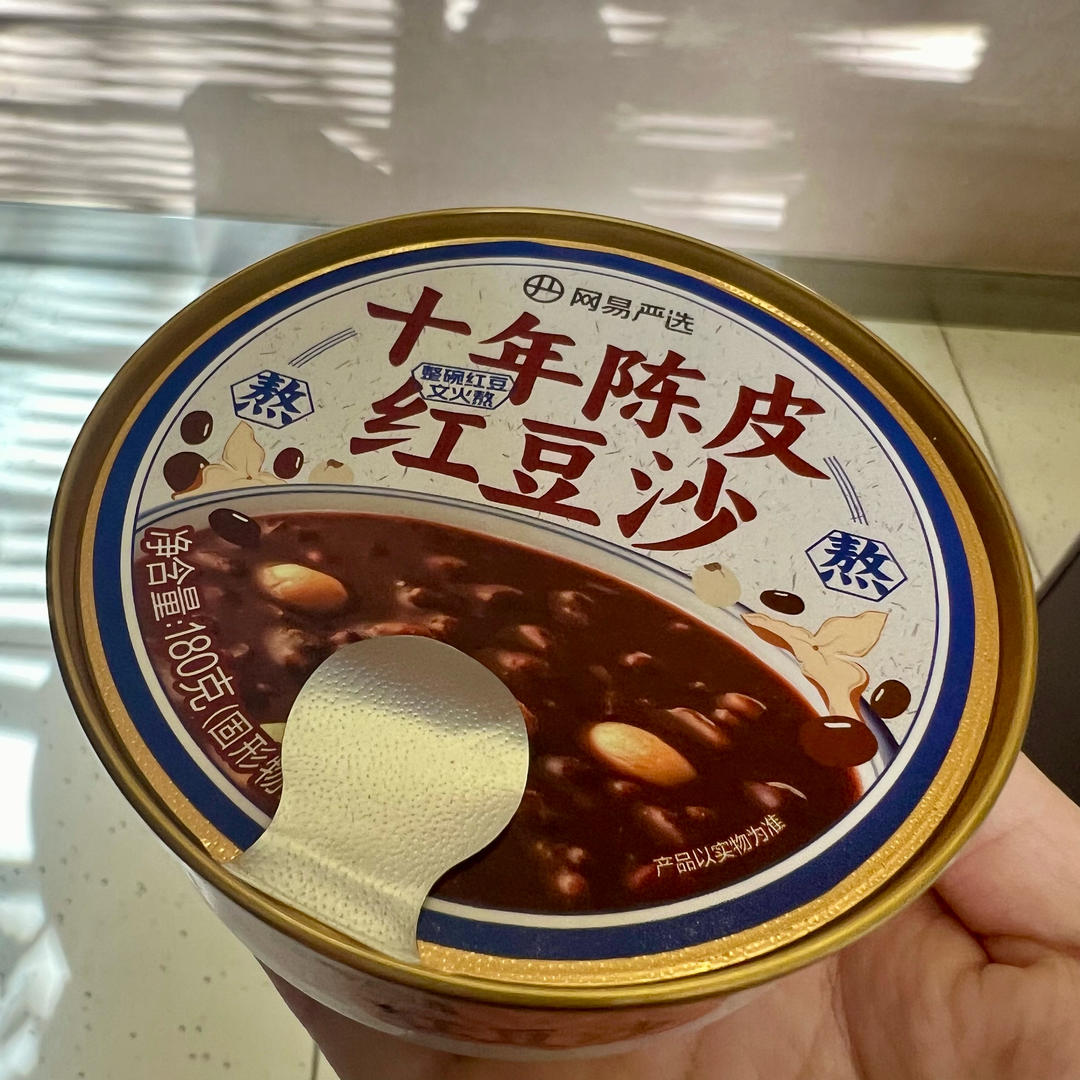 网易严选
十年陈皮
红豆沙
整碗红豆
文火熬
熬
熬
净含量:180克(固形物
产品以实物为准